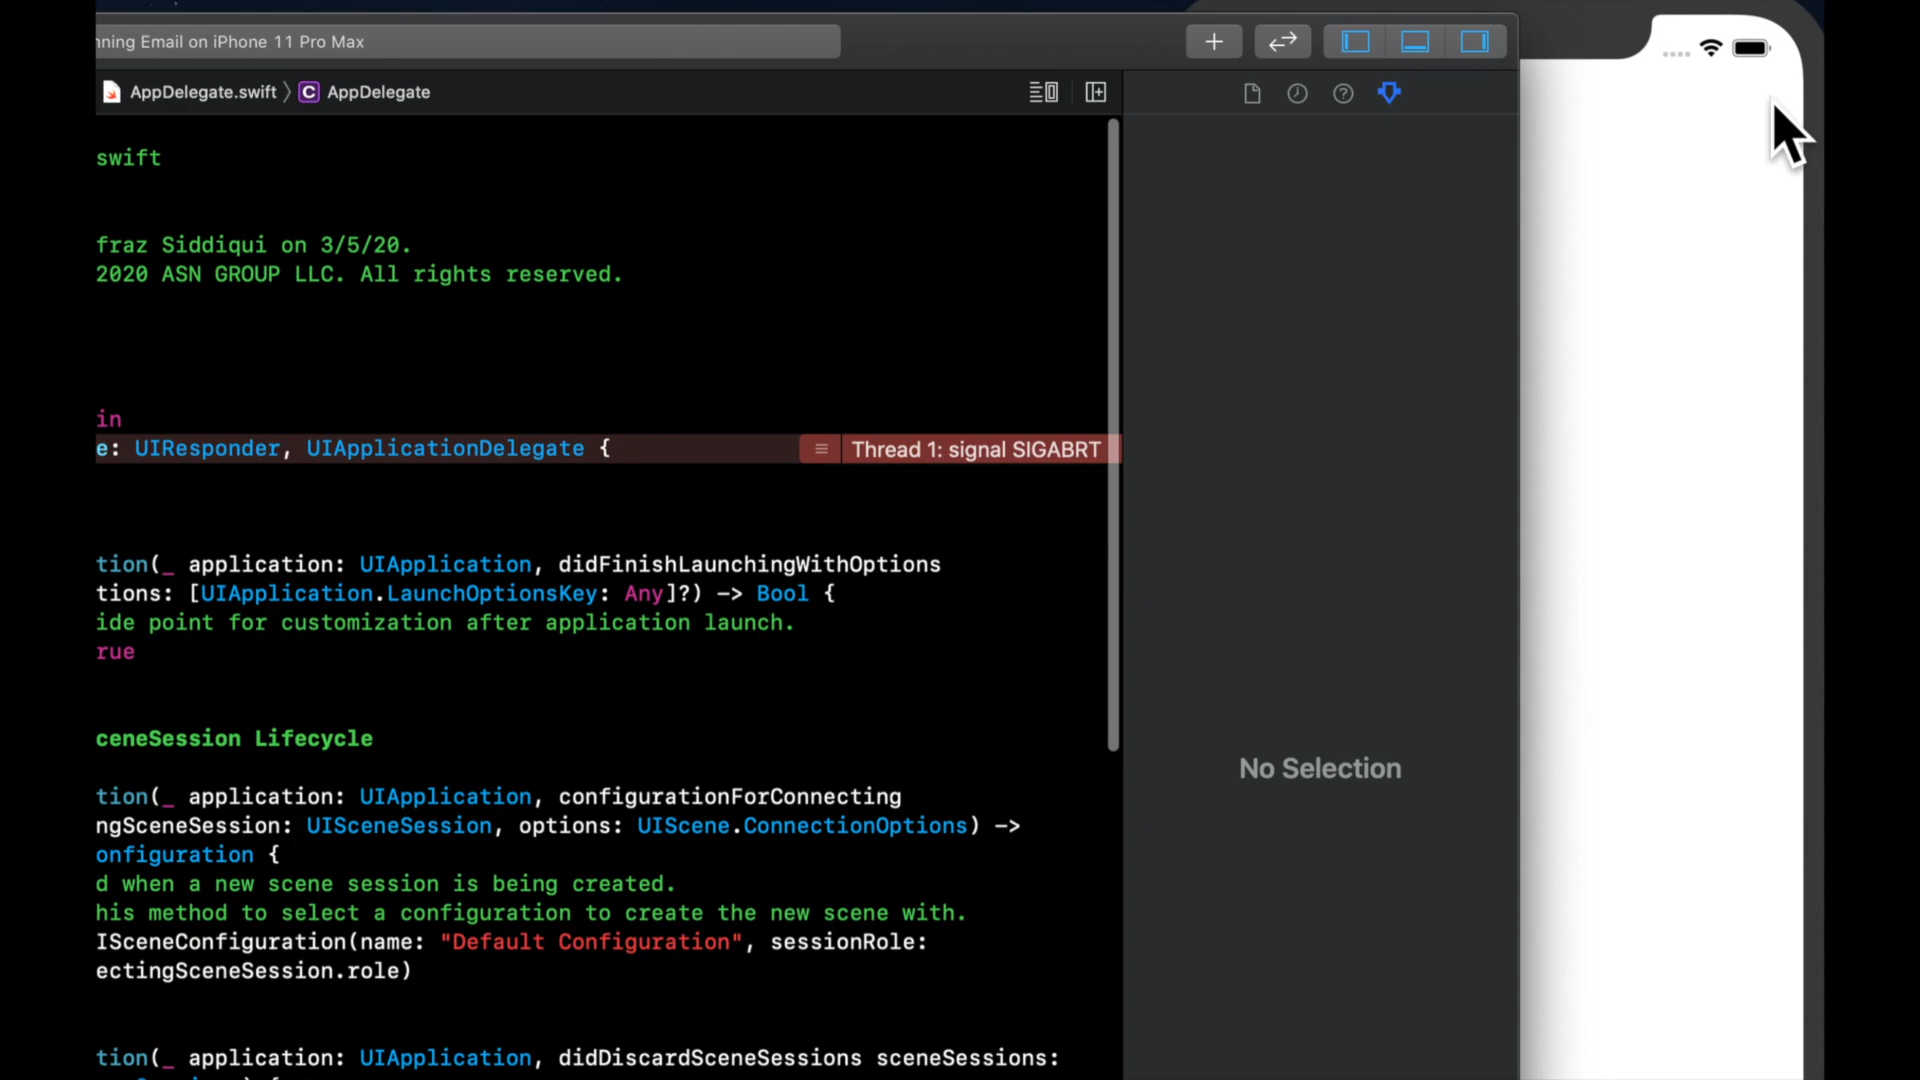 nning Email on iPhone 11 Pro Max
AppDelegate.swift 〉 C AppDelegate
swift
fraz Siddiqui on 3/5/20.
2020 ASN GROUP LLC. All rights reserved.
in
e: UIResponder, UIApplicationDelegate {
Thread 1: signal SIGABRT
tion(_ application: UIApplication, didFinishLaunchingWithOptions
tions: [UIApplication.LaunchOptionsKey: Any]?) -> Bool {
ide point for customization after application launch.
rue
ceneSession Lifecycle
tion(_ application: UIApplication, configurationForConnecting
ngSceneSession: UISceneSession, options: UIScene.ConnectionOptions) ->
onfiguration {
d when a new scene session is being created.
his method to select a configuration to create the new scene with.
ISceneConfiguration(name: "Default Configuration", sessionRole:
ectingSceneSession.role)
tion(_ application: UIApplication, didDiscardSceneSessions sceneSessions:
No Selection